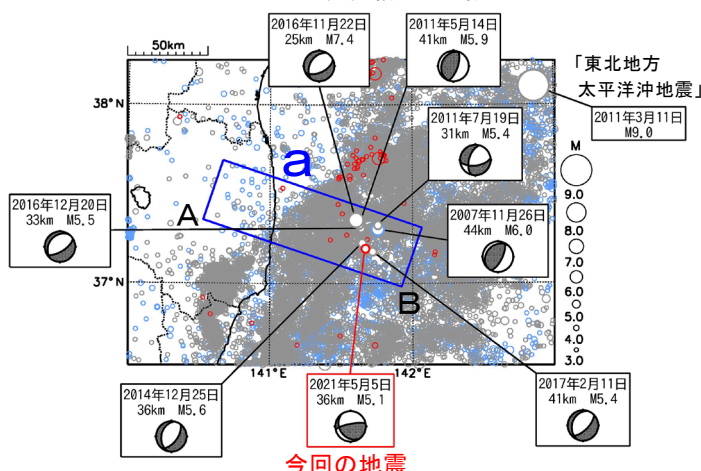 2016年11月22日
25km M7.4
2011年5月14日
41km M5.9
50km
「東北地方
太平洋沖地震」
2011年3月11日
M9.0
38°N
2011年7月19日
31km M5.4
M
a
9.0
8.0
7.0
6.0
5.0
4.0
3.0
2016年12月20日
33km M5.5
A
2007年11月26日
44km M6.0
37°N
B
141°E
142°E
2014年12月25日
36km M5.6
2021年5月5日
36km M5.1
2017年2月11日
41km M5.4
今回の地震